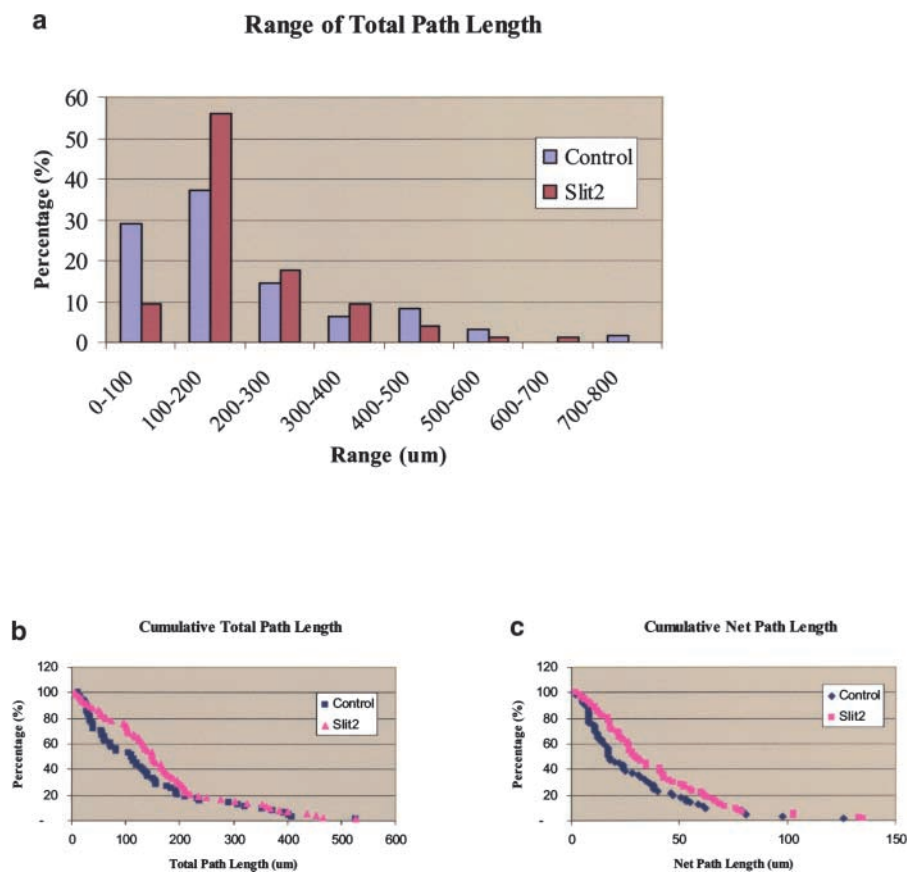 a
Range of Total Path Length
Percentage (%)
60
50
40
30
20
10
0
Control
Slit2
0-100
100-200
200-300
300-400
400-500
500-600
600-700
700-800
Range (um)
b
Cumulative Total Path Length
Percentage (%)
120
100
80
60
40
20
-
Control
Slit2
0 100 200 300 400 500 600
Total Path Length (um)
c
Cumulative Net Path Length
Percentage (%)
120
100
80
60
40
20
-
Control
Slit2
0 50 100 150
Net Path Length (um)